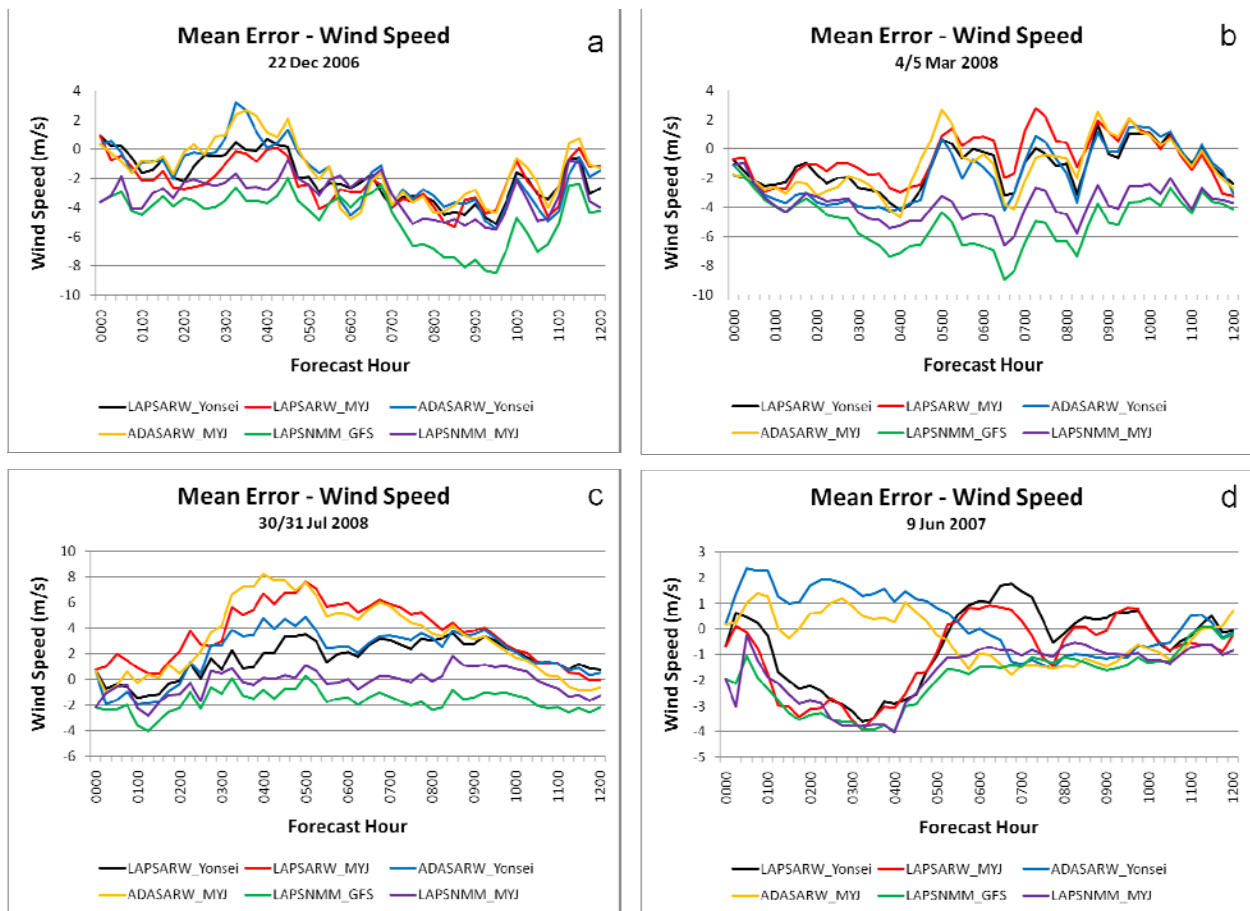 Mean Error - Wind Speed
a
22 Dec 2006
Wind Speed (m/s)
4
2
0
-2
-4
-6
-8
-10
0000
0100
0200
0300
0400
0500
0600
0700
0800
0900
1000
1100
1200
Forecast Hour
LAPSARW_Yonsei
LAPSARW_MYJ
ADASARW_Yonsei
ADASARW_MYJ
LAPSNMM_GFS
LAPSNMM_MYJ
Mean Error - Wind Speed
b
4/5 Mar 2008
Wind Speed (m/s)
4
2
0
-2
-4
-6
-8
-10
0000
0100
0200
0300
0400
0500
0600
0700
0800
0900
1000
1100
1200
Forecast Hour
LAPSARW_Yonsei
LAPSARW_MYJ
ADASARW_Yonsei
ADASARW_MYJ
LAPSNMM_GFS
LAPSNMM_MYJ
Mean Error - Wind Speed
c
30/31 Jul 2008
Wind Speed (m/s)
10
8
6
4
2
0
-2
-4
-6
0000
0100
0200
0300
0400
0500
0600
0700
0800
0900
1000
1100
1200
Forecast Hour
LAPSARW_Yonsei
LAPSARW_MYJ
ADASARW_Yonsei
ADASARW_MYJ
LAPSNMM_GFS
LAPSNMM_MYJ
Mean Error - Wind Speed
d
9 Jun 2007
Wind Speed (m/s)
3
2
1
0
-1
-2
-3
-4
-5
0000
0100
0200
0300
0400
0500
0600
0700
0800
0900
1000
1100
1200
Forecast Hour
LAPSARW_Yonsei
LAPSARW_MYJ
ADASARW_Yonsei
ADASARW_MYJ
LAPSNMM_GFS
LAPSNMM_MYJ